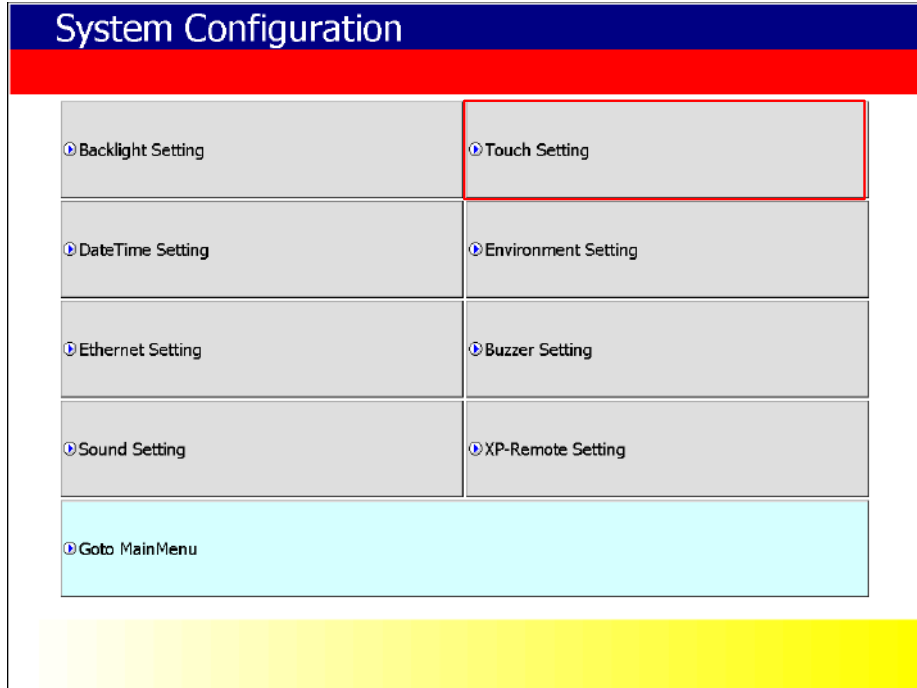 System Configuration
Backlight Setting
Touch Setting
DateTime Setting
Environment Setting
Ethernet Setting
Buzzer Setting
Sound Setting
XP-Remote Setting
Goto MainMenu